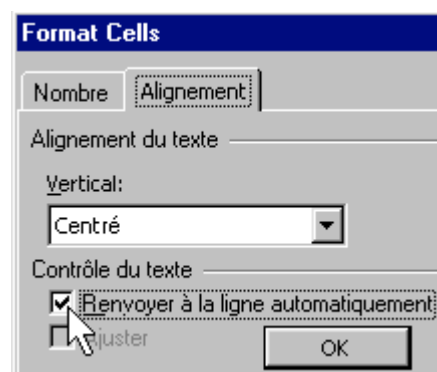 Format Cells
Nombre Alignement
Alignement du texte
Vertical:
Centré
Contrôle du texte
Renvoyer à la ligne automatiquement
OK